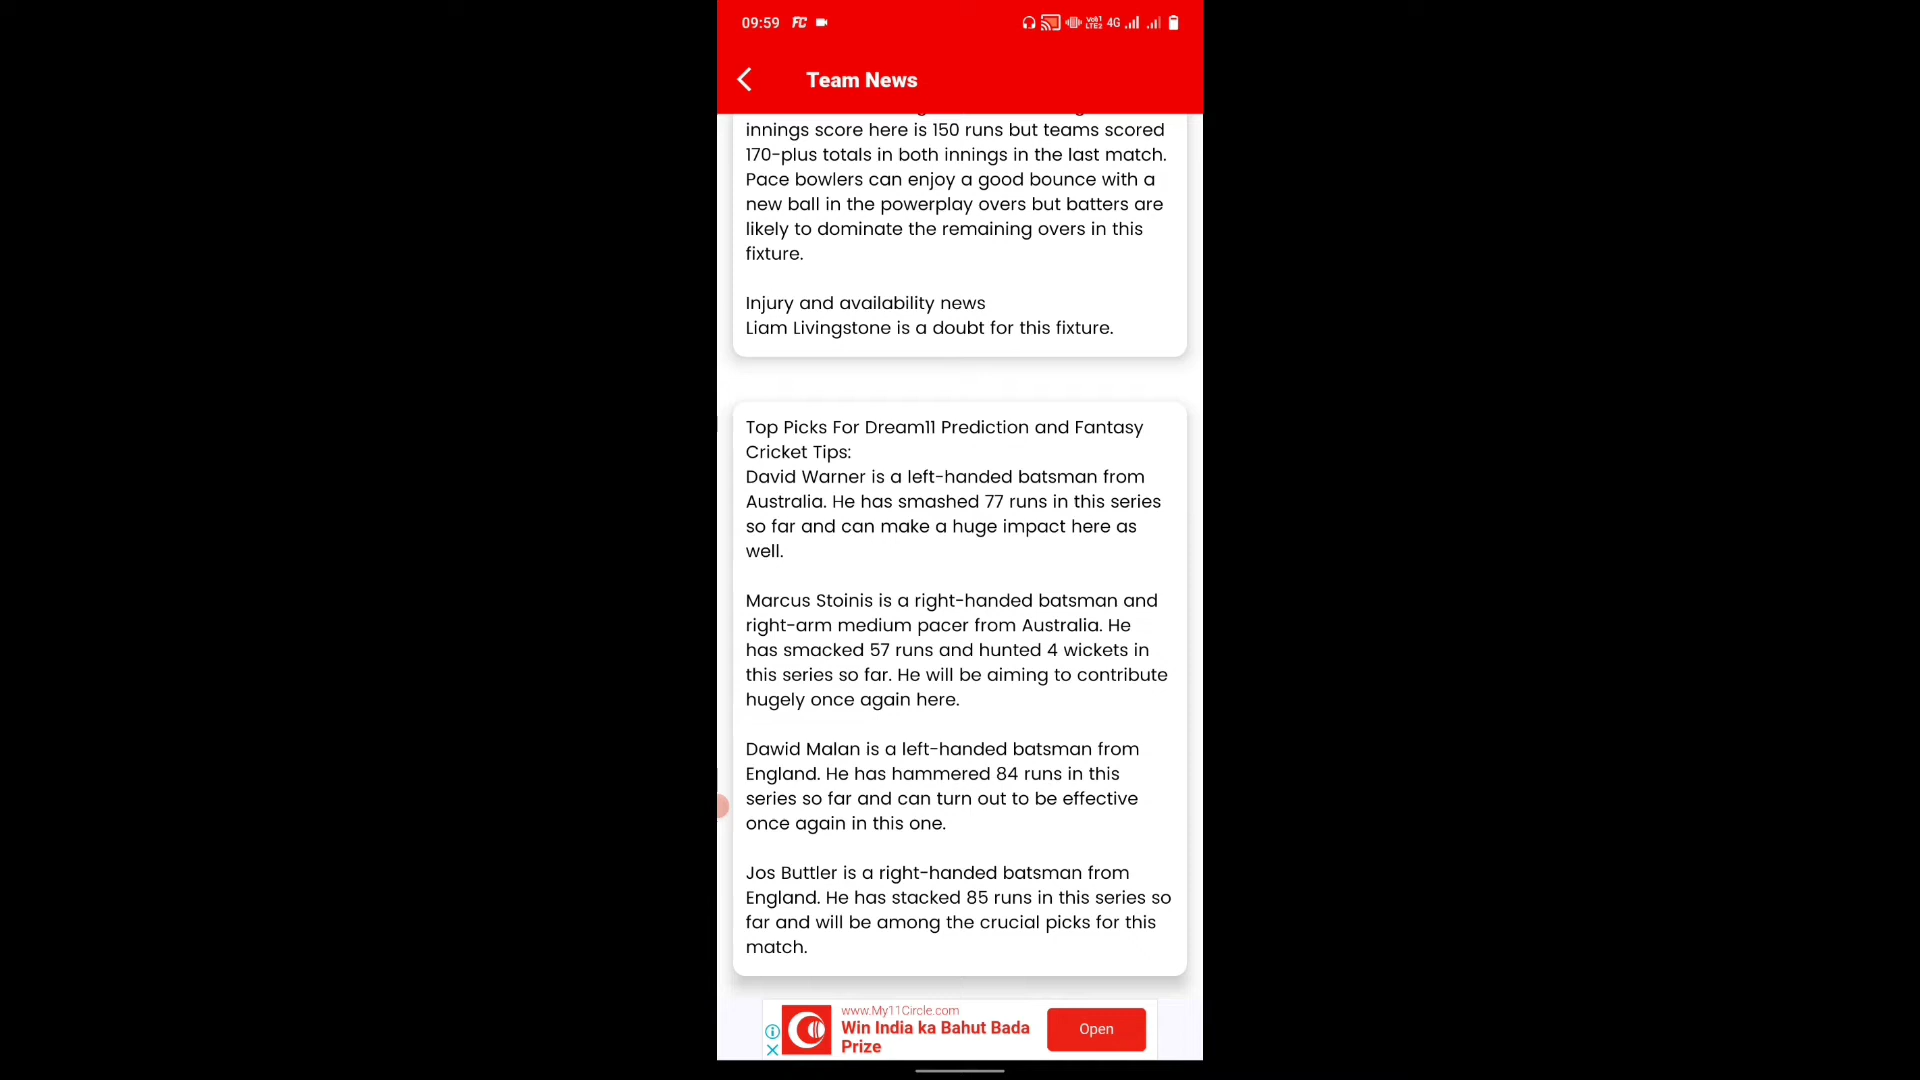 09:59 FC Vo1 LTE2 4G
Team News
innings score here is 150 runs but teams scored
170-plus totals in both innings in the last match.
Pace bowlers can enjoy a good bounce with a
new ball in the powerplay overs but batters are
likely to dominate the remaining overs in this
fixture.
Injury and availability news
Liam Livingstone is a doubt for this fixture.
Top Picks For Dream11 Prediction and Fantasy
Cricket Tips:
David Warner is a left-handed batsman from
Australia. He has smashed 77 runs in this series
so far and can make a huge impact here as
well.
Marcus Stoinis is a right-handed batsman and
right-arm medium pacer from Australia. He
has smacked 57 runs and hunted 4 wickets in
this series so far. He will be aiming to contribute
hugely once again here.
Dawid Malan is a left-handed batsman from
England. He has hammered 84 runs in this
series so far and can turn out to be effective
once again in this one.
Jos Buttler is a right-handed batsman from
England. He has stacked 85 runs in this series so
far and will be among the crucial picks for this
match.
www.My11Circle.com
Win India ka Bahut Bada
Prize
Open